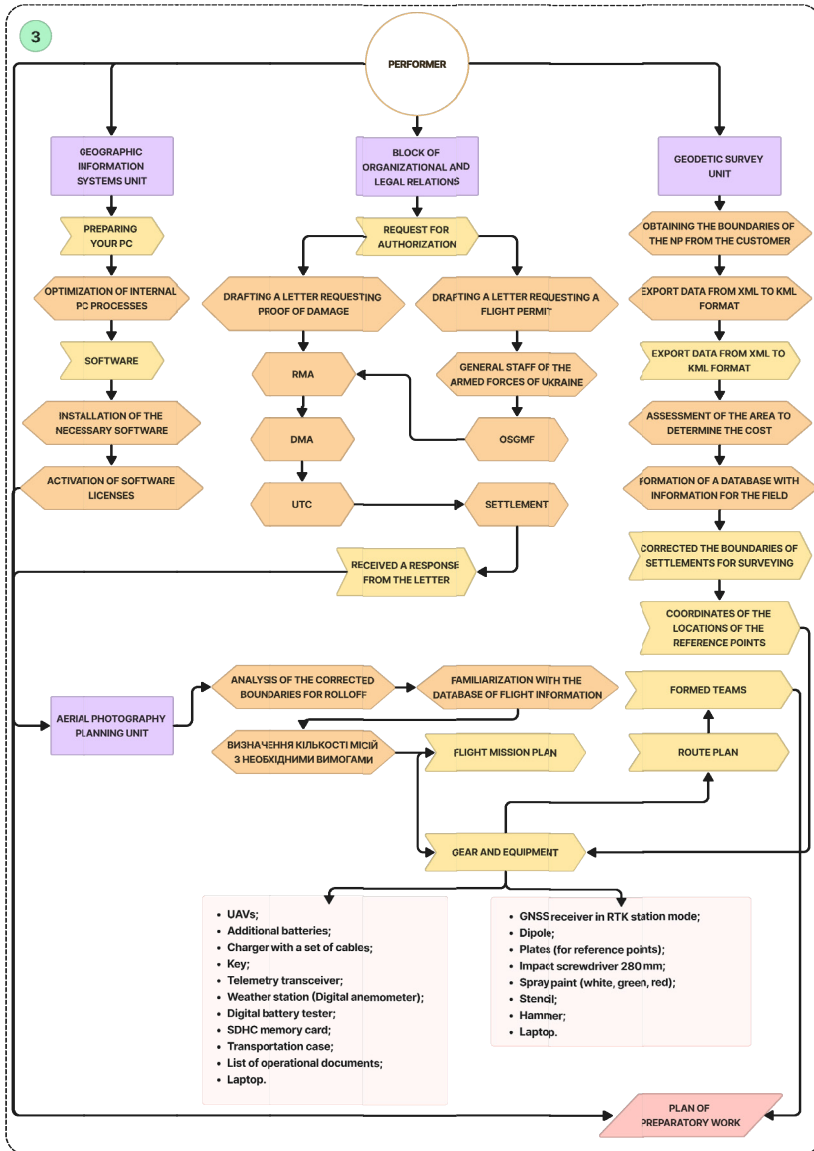 3
PERFORMER
GEOGRAPHIC
INFORMATION
SYSTEMS UNIT
BLOCK OF
ORGANIZATIONAL AND
LEGAL RELATIONS
GEODETIC SURVEY
UNIT
PREPARING
YOUR PC
REQUEST FOR
AUTHORIZATION
OBTAINING THE BOUNDARIES OF
THE NP FROM THE CUSTOMER
OPTIMIZATION OF INTERNAL
PC PROCESSES
DRAFTING A LETTER REQUESTING
PROOF OF DAMAGE
DRAFTING A LETTER REQUESTING A
FLIGHT PERMIT
EXPORT DATA FROM XML TO KML
FORMAT
SOFTWARE
RMA
GENERAL STAFF OF THE
ARMED FORCES OF UKRAINE
EXPORT DATA FROM XML TO
KML FORMAT
INSTALLATION OF THE
NECESSARY SOFTWARE
DMA
OSGMF
ASSESSMENT OF THE AREA TO
DETERMINE THE COST
ACTIVATION OF SOFTWARE
LICENSES
UTC
SETTLEMENT
FORMATION OF A DATABASE WITH
INFORMATION FOR THE FIELD
RECEIVED A RESPONSE
FROM THE LETTER
CORRECTED THE BOUNDARIES OF
SETTLEMENTS FOR SURVEYING
COORDINATES OF THE
LOCATIONS OF THE
REFERENCE POINTS
AERIAL PHOTOGRAPHY
PLANNING UNIT
ANALYSIS OF THE CORRECTED
BOUNDARIES FOR ROLLOFF
FAMILIARIZATION WITH THE
DATABASE OF FLIGHT INFORMATION
FORMED TEAMS
ВИЗНАЧЕННЯ КІЛЬКОСТІ МІСІЙ
З НЕОБХІДНИМИ ВИМОГАМИ
FLIGHT MISSION PLAN
ROUTE PLAN
GEAR AND EQUIPMENT
• UAVs;
• Additional batteries;
• Charger with a set of cables;
• Key;
• Telemetry transceiver;
• Weather station (Digital anemometer);
• Digital battery tester;
• SDHC memory card;
• Transportation case;
• List of operational documents;
• Laptop.
• GNSS receiver in RTK station mode;
• Dipole;
• Plates (for reference points);
• Impact screwdriver 280mm;
• Spray paint (white, green, red);
• Stencil;
• Hammer;
• Laptop.
PLAN OF
PREPARATORY WORK